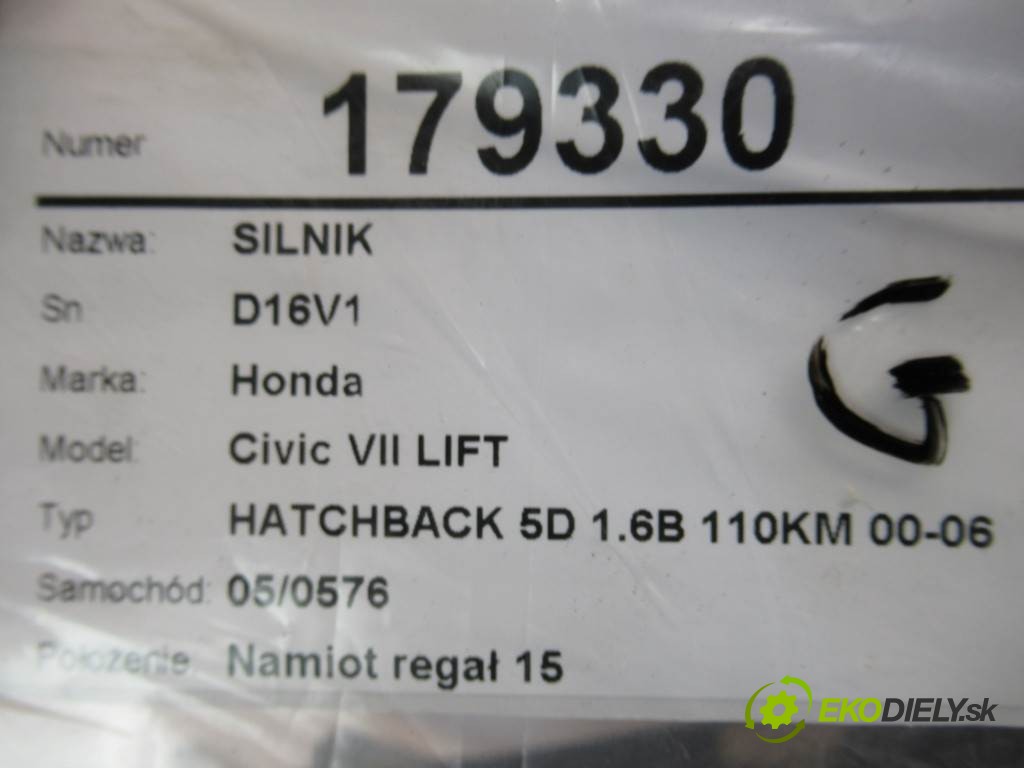 Numer 179330
Nazwa: SILNIK
Sn D16V1
Marka: Honda
Model: Civic VII LIFT
G
Typ HATCHBACK 5D 1.6B 110KM 00-06
Samochód: 05/0576
Położenie: Namiot regał 15
EKODIELY.sk